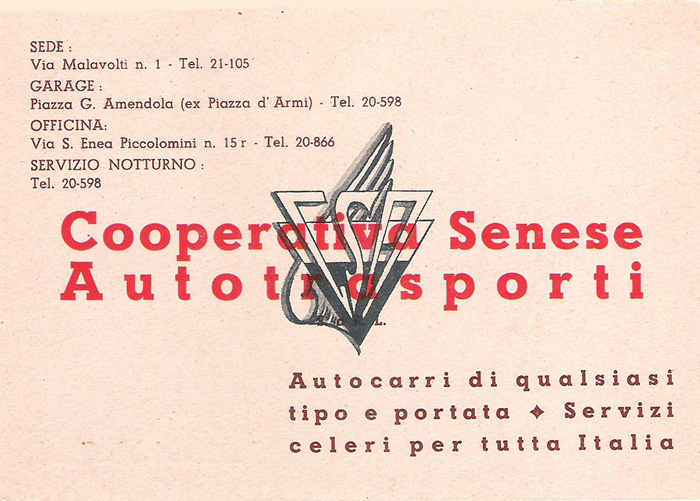 SEDE :
Via Malavolti n. 1 - Tel. 21-105
GARAGE :
Piazza G. Amendola (ex Piazza d'Armi) - Tel. 20-598
OFFICINA:
Via S. Enea Piccolomini n. 15 r - Tel. 20-866
SERVIZIO NOTTURNO :
Tel. 20-598
CSA
Cooperativa Senese
Autotrasporti
L.
Autocarri di qualsiasi
tipo e portata ✦ Servizi
celeri per tutta Italia